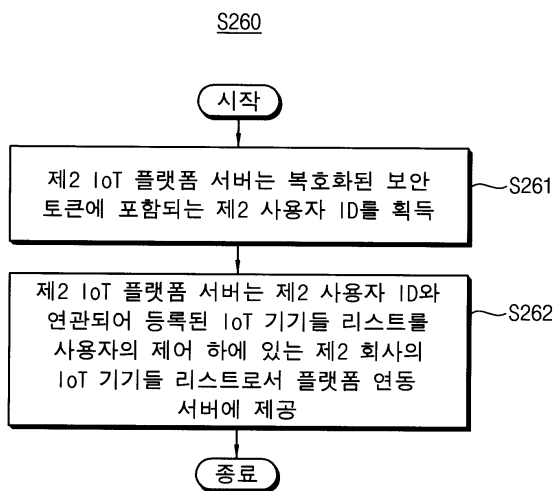 S260
시작
제2 IoT 플랫폼 서버는 복호화된 보안
토큰에 포함되는 제2 사용자 ID를 획득
S261
제2 IoT 플랫폼 서버는 제2 사용자 ID와
연관되어 등록된 IoT 기기들 리스트를
사용자의 제어 하에 있는 제2 회사의
IoT 기기들 리스트로서 플랫폼 연동
서버에 제공
S262
종료